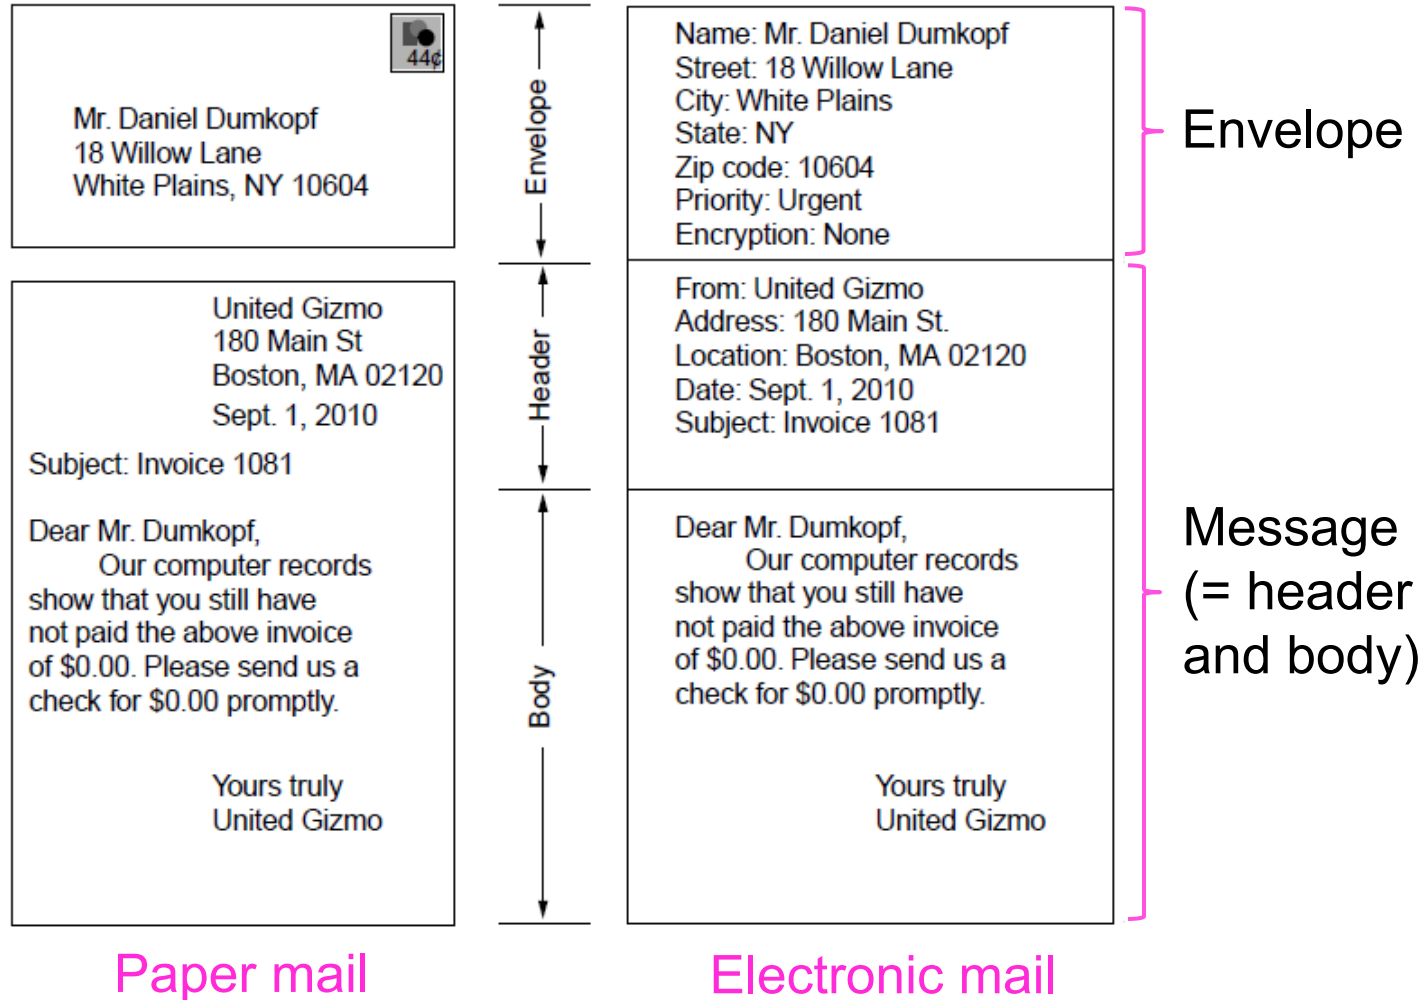 44¢
Mr. Daniel Dumkopf
18 Willow Lane
White Plains, NY 10604
United Gizmo
180 Main St
Boston, MA 02120
Sept. 1, 2010
Subject: Invoice 1081
Dear Mr. Dumkopf,
Our computer records
show that you still have
not paid the above invoice
of $0.00. Please send us a
check for $0.00 promptly.
Yours truly
United Gizmo
Paper mail
Envelope
Header
Body
Name: Mr. Daniel Dumkopf
Street: 18 Willow Lane
City: White Plains
State: NY
Zip code: 10604
Priority: Urgent
Encryption: None
From: United Gizmo
Address: 180 Main St.
Location: Boston, MA 02120
Date: Sept. 1, 2010
Subject: Invoice 1081
Dear Mr. Dumkopf,
Our computer records
show that you still have
not paid the above invoice
of $0.00. Please send us a
check for $0.00 promptly.
Yours truly
United Gizmo
Electronic mail
Envelope
Message
(= header
and body)